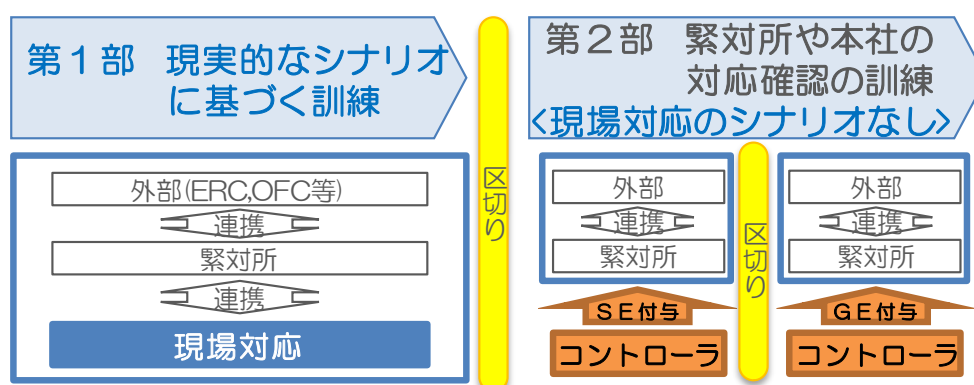 第１部　現実的なシナリオ
に基づく訓練
外部(ERC,OFC等)
連携
緊対所
連携
現場対応
区切り
第２部　緊対所や本社の
対応確認の訓練
<現場対応のシナリオなし>
外部
連携
緊対所
ＳＥ付与
コントローラ
区切り
外部
連携
緊対所
ＧＥ付与
コントローラ